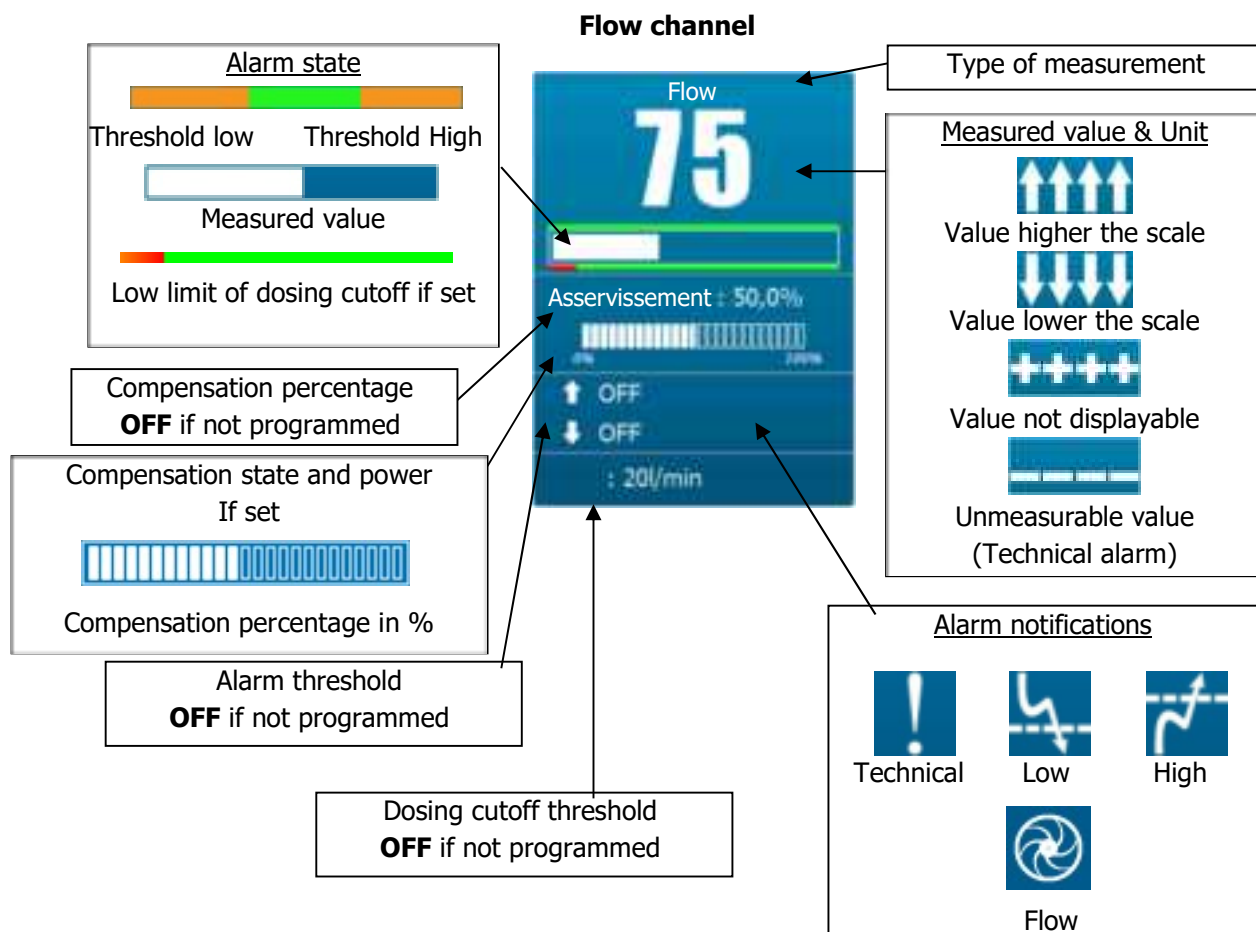 Flow channel
Alarm state
Threshold low Threshold High
Measured value
Low limit of dosing cutoff if set
Compensation percentage
OFF if not programmed
Compensation state and power
If set
Compensation percentage in %
Alarm threshold
OFF if not programmed
Dosing cutoff threshold
OFF if not programmed
Flow
75
Asservissement : 50,0%
0% 100%
OFF
OFF
: 20l/min
Type of measurement
Measured value & Unit
Value higher the scale
Value lower the scale
Value not displayable
Unmeasurable value
(Technical alarm)
Alarm notifications
Technical Low High
Flow